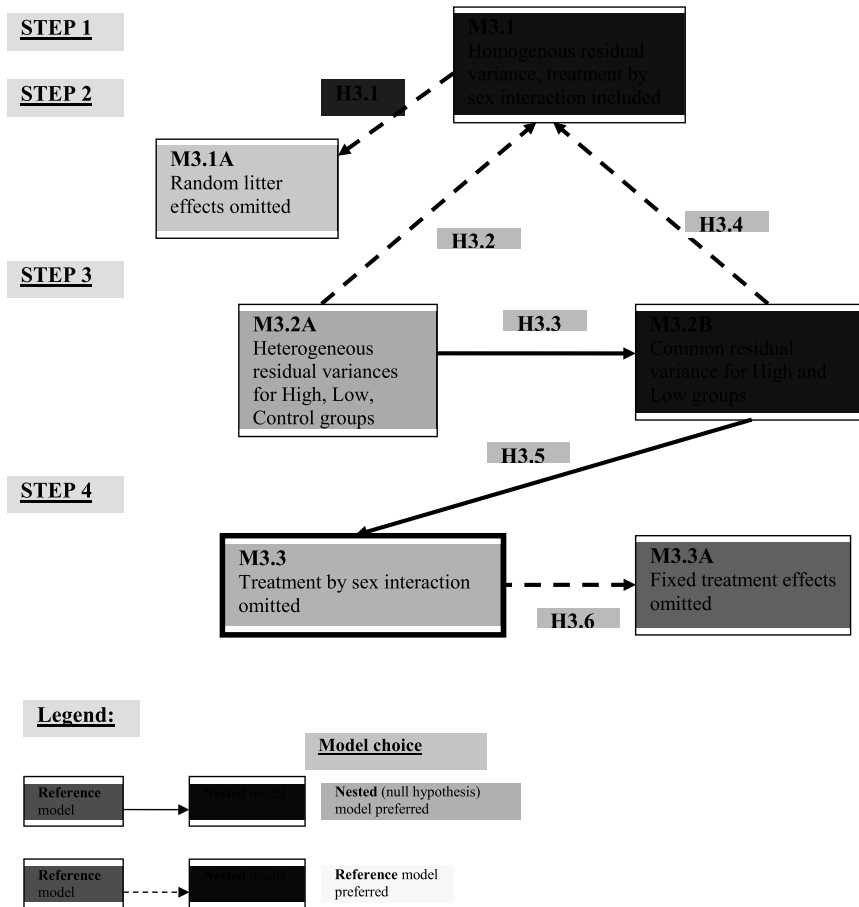 STEP 1
M3.1
Homogenous residual
variance, treatment by
sex interaction included
STEP 2
H3.1
M3.1A
Random litter
effects omitted
H3.2
H3.4
STEP 3
M3.2A
Heterogeneous
residual variances
for High, Low,
Control groups
H3.3
M3.2B
Common residual
variance for High and
Low groups
H3.5
STEP 4
M3.3
Treatment by sex interaction
omitted
H3.6
M3.3A
Fixed treatment effects
omitted
Legend:
Model choice
Reference
model
Nested model
Nested (null hypothesis)
model preferred
Reference
model
Nested model
Reference model
preferred